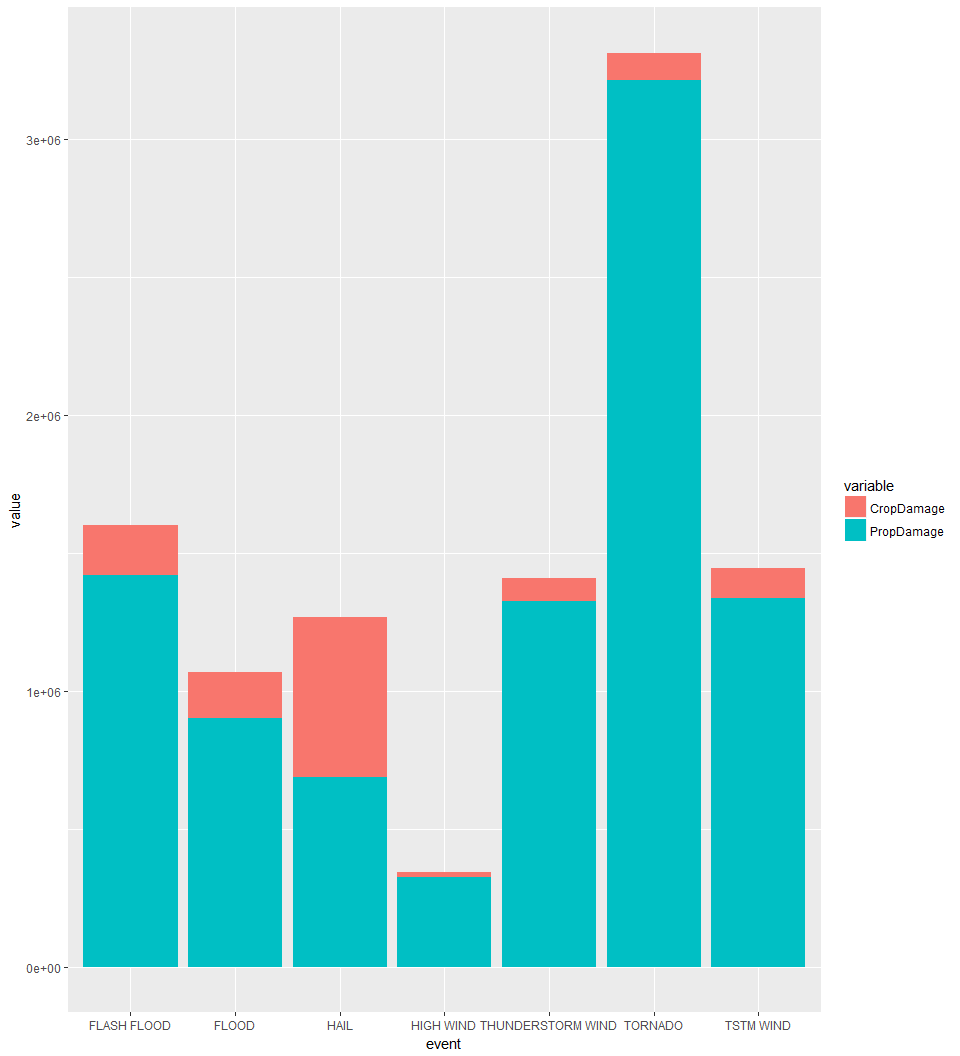 3e+06
2e+06
1e+06
0e+00
value
FLASH FLOOD FLOOD HAIL HIGH WIND THUNDERSTORM WIND TORNADO TSTM WIND
event
variable
CropDamage
PropDamage